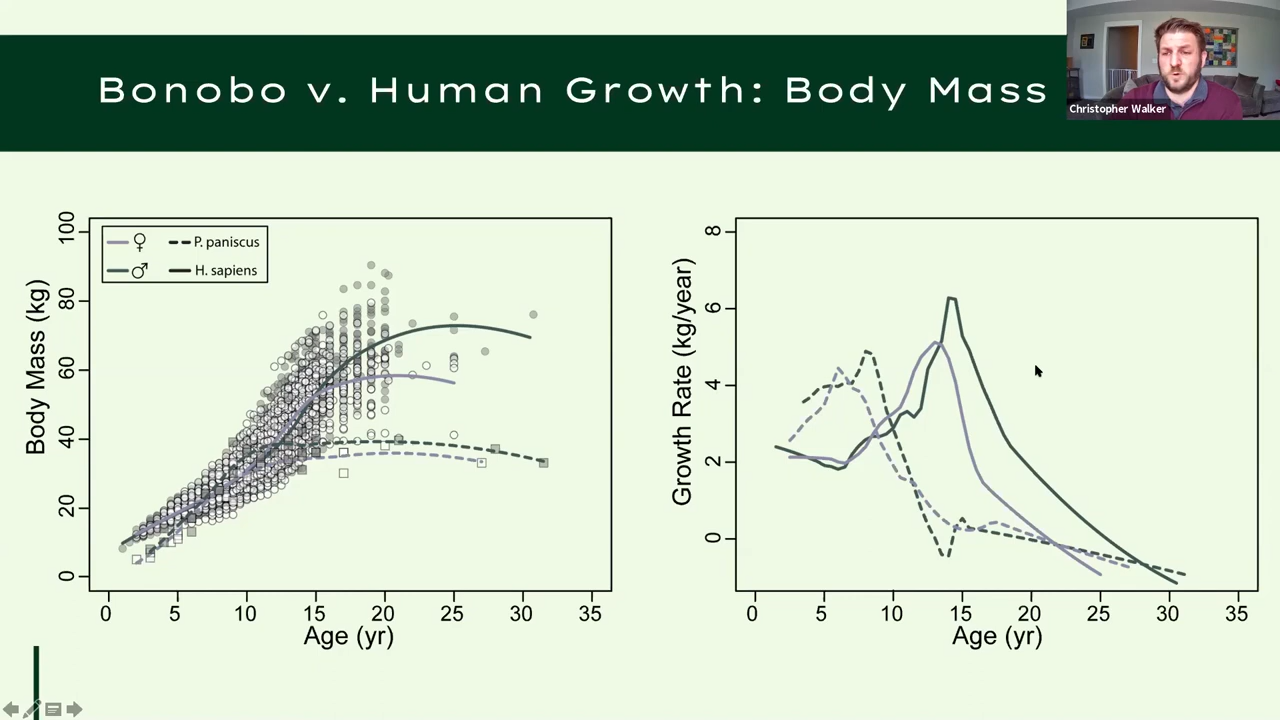 Bonobo v. Human Growth: Body Mass
Christopher Walker
♀ P. paniscus
♂ H. sapiens
Body Mass (kg)
100
80
60
40
20
0
0 5 10 15 20 25 30 35
Age (yr)
Growth Rate (kg/year)
8
6
4
2
0
0 5 10 15 20 25 30 35
Age (yr)